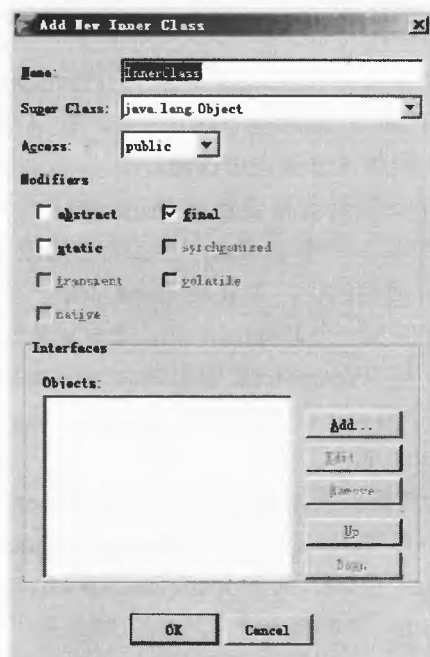 Add New Inner Class
Name: InnerClass
Super Class: java.lang.Object
Access: public
Modifiers
abstract final
static synchronized
transient volatile
native
Interfaces
Objects:
Add...
Edit...
Remove
Up
Down
OK Cancel